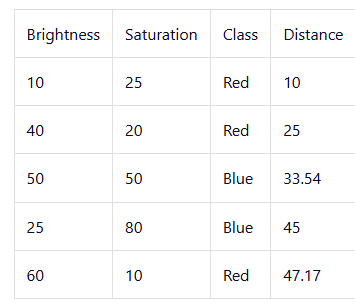 Brightness Saturation Class Distance
10 25 Red 10
40 20 Red 25
50 50 Blue 33.54
25 80 Blue 45
60 10 Red 47.17